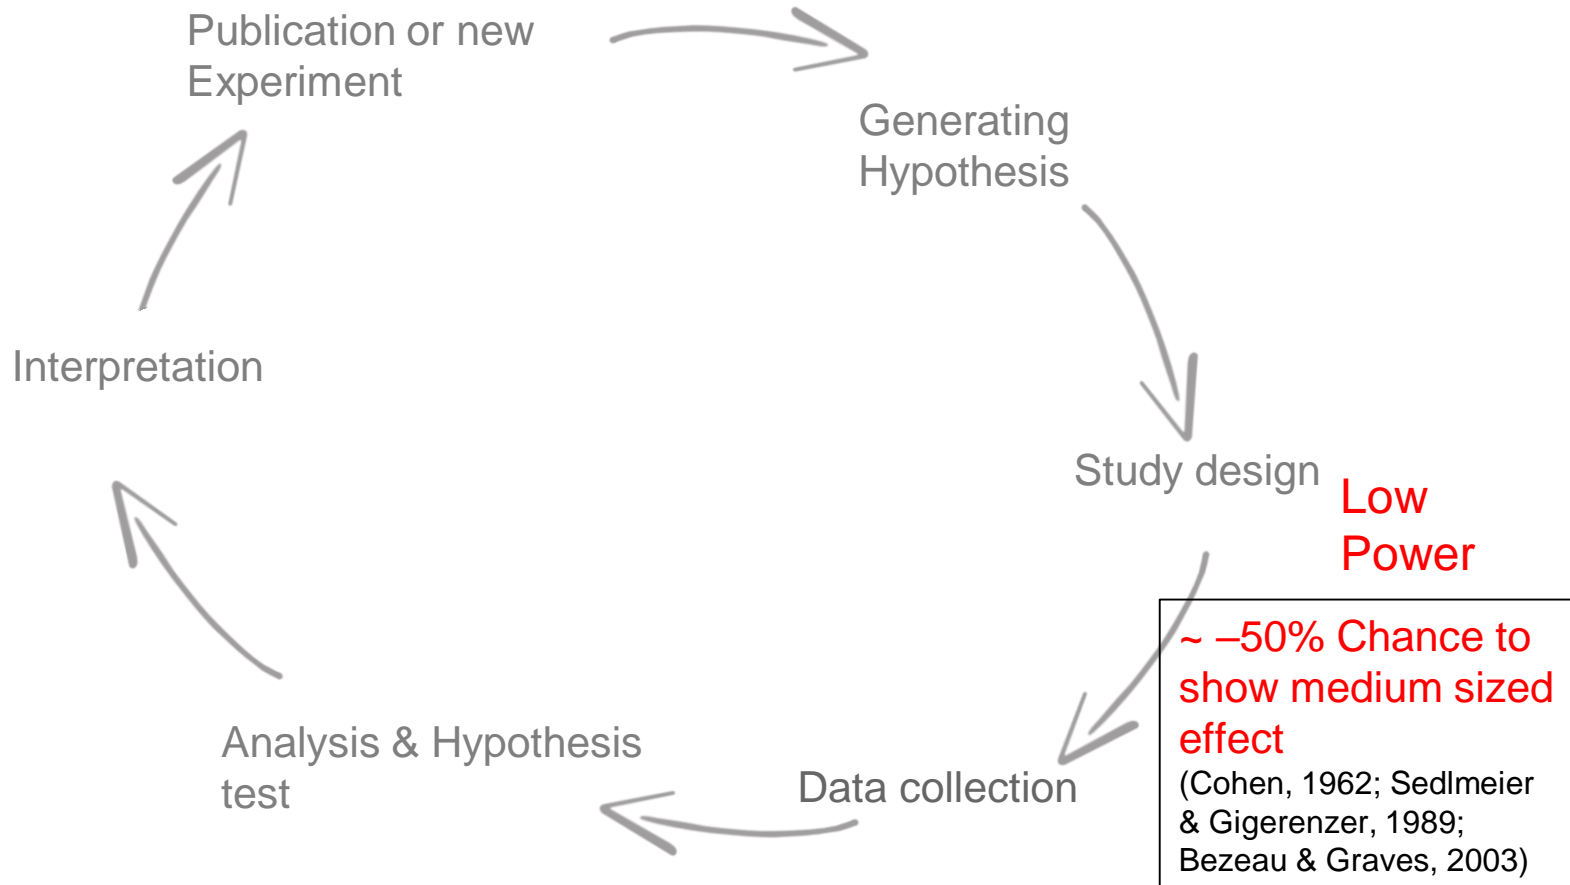 Publication or new
Experiment
Generating
Hypothesis
Interpretation
Study design
Low
Power
~ –50% Chance to
show medium sized
effect
(Cohen, 1962; Sedlmeier
& Gigerenzer, 1989;
Bezeau & Graves, 2003)
Data collection
Analysis & Hypothesis
test